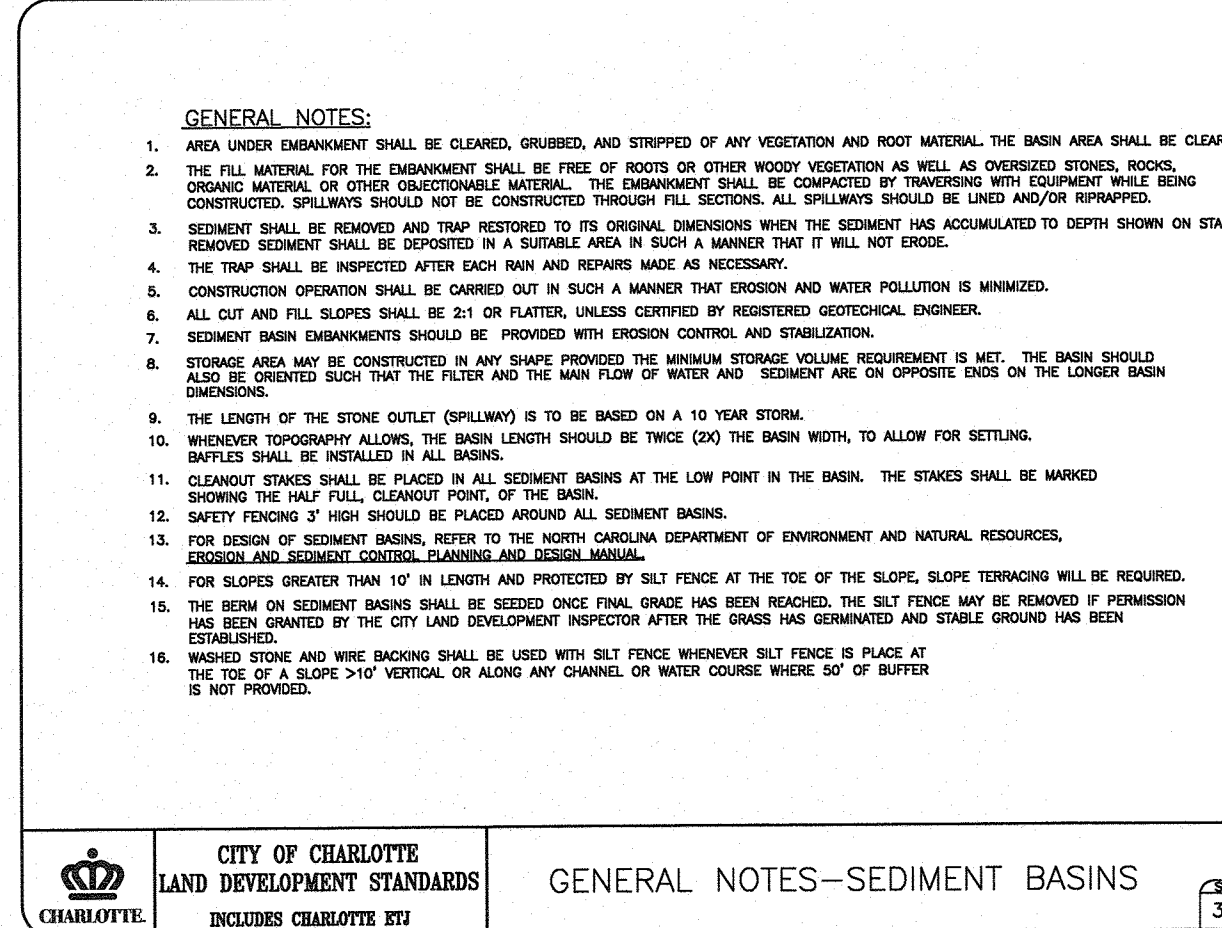 GENERAL NOTES:
1. AREA UNDER EMBANKMENT SHALL BE CLEARED, GRUBBED, AND STRIPPED OF ANY VEGETATION AND ROOT MATERIAL. THE BASIN AREA SHALL BE CLEAR
2. THE FILL MATERIAL FOR THE EMBANKMENT SHALL BE FREE OF ROOTS OR OTHER WOODY VEGETATION AS WELL AS OVERSIZED STONES, ROCKS,
ORGANIC MATERIAL OR OTHER OBJECTIONABLE MATERIAL. THE EMBANKMENT SHALL BE COMPACTED BY TRAVERSING WITH EQUIPMENT WHILE BEING
CONSTRUCTED. SPILLWAYS SHOULD NOT BE CONSTRUCTED THROUGH FILL SECTIONS. ALL SPILLWAYS SHOULD BE LINED AND/OR RIPRAPPED.
3. SEDIMENT SHALL BE REMOVED AND TRAP RESTORED TO ITS ORIGINAL DIMENSIONS WHEN THE SEDIMENT HAS ACCUMULATED TO DEPTH SHOWN ON STA
REMOVED SEDIMENT SHALL BE DEPOSITED IN A SUITABLE AREA IN SUCH A MANNER THAT IT WILL NOT ERODE.
4. THE TRAP SHALL BE INSPECTED AFTER EACH RAIN AND REPAIRS MADE AS NECESSARY.
5. CONSTRUCTION OPERATION SHALL BE CARRIED OUT IN SUCH A MANNER THAT EROSION AND WATER POLLUTION IS MINIMIZED.
6. ALL CUT AND FILL SLOPES SHALL BE 2:1 OR FLATTER, UNLESS CERTIFIED BY REGISTERED GEOTECHICAL ENGINEER.
7. SEDIMENT BASIN EMBANKMENTS SHOULD BE PROVIDED WITH EROSION CONTROL AND STABILIZATION.
8. STORAGE AREA MAY BE CONSTRUCTED IN ANY SHAPE PROVIDED THE MINIMUM STORAGE VOLUME REQUIREMENT IS MET. THE BASIN SHOULD
ALSO BE ORIENTED SUCH THAT THE FILTER AND THE MAIN FLOW OF WATER AND SEDIMENT ARE ON OPPOSITE ENDS ON THE LONGER BASIN
DIMENSIONS.
9. THE LENGTH OF THE STONE OUTLET (SPILLWAY) IS TO BE BASED ON A 10 YEAR STORM.
10. WHENEVER TOPOGRAPHY ALLOWS, THE BASIN LENGTH SHOULD BE TWICE (2X) THE BASIN WIDTH, TO ALLOW FOR SETTLING.
BAFFLES SHALL BE INSTALLED IN ALL BASINS.
11. CLEANOUT STAKES SHALL BE PLACED IN ALL SEDIMENT BASINS AT THE LOW POINT IN THE BASIN. THE STAKES SHALL BE MARKED
SHOWING THE HALF FULL, CLEANOUT POINT, OF THE BASIN.
12. SAFETY FENCING 3' HIGH SHOULD BE PLACED AROUND ALL SEDIMENT BASINS.
13. FOR DESIGN OF SEDIMENT BASINS, REFER TO THE NORTH CAROLINA DEPARTMENT OF ENVIRONMENT AND NATURAL RESOURCES,
EROSION AND SEDIMENT CONTROL PLANNING AND DESIGN MANUAL.
14. FOR SLOPES GREATER THAN 10' IN LENGTH AND PROTECTED BY SILT FENCE AT THE TOE OF THE SLOPE, SLOPE TERRACING WILL BE REQUIRED.
15. THE BERM ON SEDIMENT BASINS SHALL BE SEEDED ONCE FINAL GRADE HAS BEEN REACHED. THE SILT FENCE MAY BE REMOVED IF PERMISSION
HAS BEEN GRANTED BY THE CITY LAND DEVELOPMENT INSPECTOR AFTER THE GRASS HAS GERMINATED AND STABLE GROUND HAS BEEN
ESTABLISHED.
16. WASHED STONE AND WIRE BACKING SHALL BE USED WITH SILT FENCE WHENEVER SILT FENCE IS PLACE AT
THE TOE OF A SLOPE >10' VERTICAL OR ALONG ANY CHANNEL OR WATER COURSE WHERE 50' OF BUFFER
IS NOT PROVIDED.
CHARLOTTE.
CITY OF CHARLOTTE
LAND DEVELOPMENT STANDARDS
INCLUDES CHARLOTTE ETJ
GENERAL NOTES-SEDIMENT BASINS
S
3